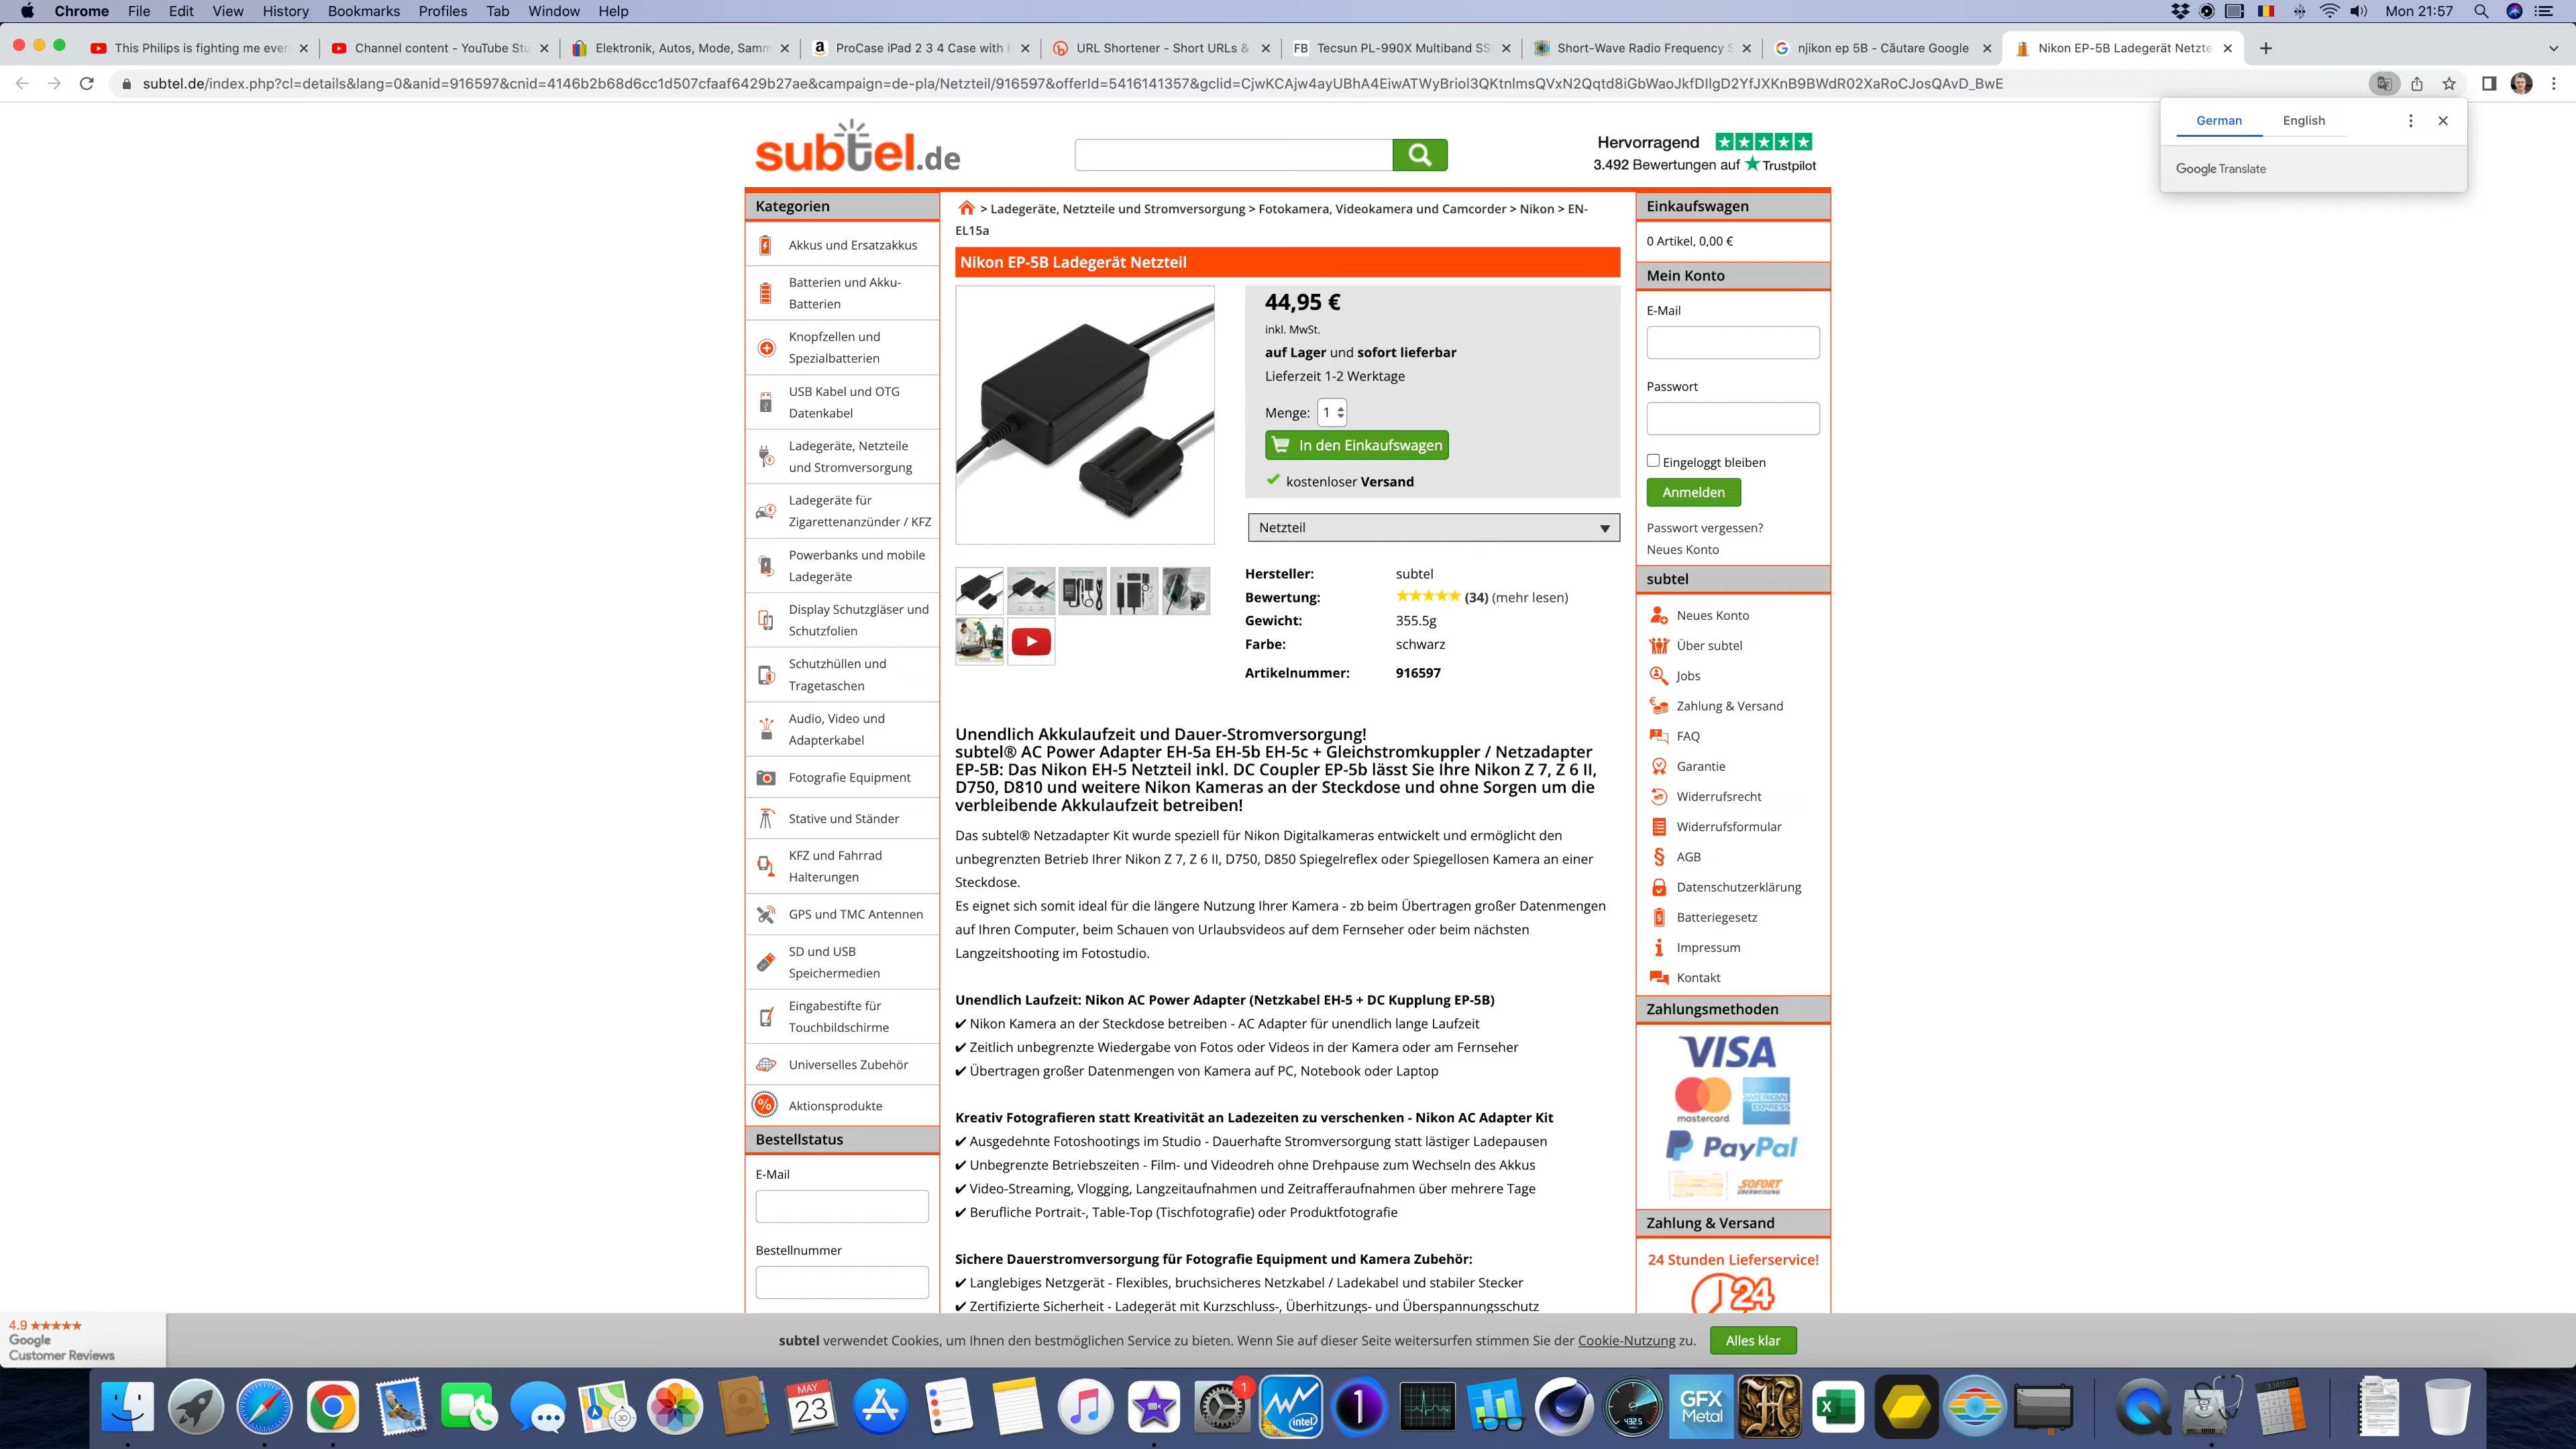 Chrome File Edit View History Bookmarks Profiles Tab Window Help Mon 21:57
This Philips is fighting me ever
Channel content - YouTube Stu
Elektronik, Autos, Mode, Samm
ProCase iPad 2 3 4 Case with
URL Shortener - Short URLs &
Tecsun PL-990X Multiband SS
Short-Wave Radio Frequency S
njikon ep 5B - Căutare Google
Nikon EP-5B Ladegerät Netzte
subtel.de/index.php?cl=details&lang=0&anid=916597&cnid=4146b2b68d6cc1d507cfaaf6429b27ae&campaign=de-pla/Netzteil/916597&offerId=5416141357&gclid=CjwKCAjw4ayUBhA4EiwATWyBriol3QKtnlmsQVxN2Qqtd8iGbWaoJkfDIlgD2YfJXKnB9BWdR02XaRoCJosQAvD_BwE
German English
Google Translate
subtel.de
Hervorragend
3.492 Bewertungen auf Trustpilot
Kategorien
Akkus und Ersatzakkus
Batterien und Akku-
Batterien
Knopfzellen und
Spezialbatterien
USB Kabel und OTG
Datenkabel
Ladegeräte, Netzteile
und Stromversorgung
Ladegeräte für
Zigarettenanzünder / KFZ
Powerbanks und mobile
Ladegeräte
Display Schutzgläser und
Schutzfolien
Schutzhüllen und
Tragetaschen
Audio, Video und
Adapterkabel
Fotografie Equipment
Stative und Ständer
KFZ und Fahrrad
Halterungen
GPS und TMC Antennen
SD und USB
Speichermedien
Eingabestifte für
Touchbildschirme
Universelles Zubehör
%
Aktionsprodukte
Bestellstatus
E-Mail
Bestellnummer
> Ladegeräte, Netzteile und Stromversorgung > Fotokamera, Videokamera und Camcorder > Nikon > EN-
EL15a
Nikon EP-5B Ladegerät Netzteil
44,95 €
inkl. MwSt.
auf Lager und sofort lieferbar
Lieferzeit 1-2 Werktage
Menge: 1
In den Einkaufswagen
kostenloser Versand
Netzteil
Hersteller: subtel
Bewertung: (34) (mehr lesen)
Gewicht: 355.5g
Farbe: schwarz
Artikelnummer: 916597
Unendlich Akkulaufzeit und Dauer-Stromversorgung!
subtel® AC Power Adapter EH-5a EH-5b EH-5c + Gleichstromkuppler / Netzadapter
EP-5B: Das Nikon EH-5 Netzteil inkl. DC Coupler EP-5b lässt Sie Ihre Nikon Z 7, Z 6 II,
D750, D810 und weitere Nikon Kameras an der Steckdose und ohne Sorgen um die
verbleibende Akkulaufzeit betreiben!
Das subtel® Netzadapter Kit wurde speziell für Nikon Digitalkameras entwickelt und ermöglicht den
unbegrenzten Betrieb Ihrer Nikon Z 7, Z 6 II, D750, D850 Spiegelreflex oder Spiegellosen Kamera an einer
Steckdose.
Es eignet sich somit ideal für die längere Nutzung Ihrer Kamera - zb beim Übertragen großer Datenmengen
auf Ihren Computer, beim Schauen von Urlaubsvideos auf dem Fernseher oder beim nächsten
Langzeitshooting im Fotostudio.
Unendlich Laufzeit: Nikon AC Power Adapter (Netzkabel EH-5 + DC Kupplung EP-5B)
✔ Nikon Kamera an der Steckdose betreiben - AC Adapter für unendlich lange Laufzeit
✔ Zeitlich unbegrenzte Wiedergabe von Fotos oder Videos in der Kamera oder am Fernseher
✔ Übertragen großer Datenmengen von Kamera auf PC, Notebook oder Laptop
Kreativ Fotografieren statt Kreativität an Ladezeiten zu verschenken - Nikon AC Adapter Kit
✔ Ausgedehnte Fotoshootings im Studio - Dauerhafte Stromversorgung statt lästiger Ladepausen
✔ Unbegrenzte Betriebszeiten - Film- und Videodreh ohne Drehpause zum Wechseln des Akkus
✔ Video-Streaming, Vlogging, Langzeitaufnahmen und Zeitrafferaufnahmen über mehrere Tage
✔ Berufliche Portrait-, Table-Top (Tischfotografie) oder Produktfotografie
Sichere Dauerstromversorgung für Fotografie Equipment und Kamera Zubehör:
✔ Langlebiges Netzgerät - Flexibles, bruchsicheres Netzkabel / Ladekabel und stabiler Stecker
✔ Zertifizierte Sicherheit - Ladegerät mit Kurzschluss-, Überhitzungs- und Überspannungsschutz
Einkaufswagen
0 Artikel, 0,00 €
Mein Konto
E-Mail
Passwort
Eingeloggt bleiben
Anmelden
Passwort vergessen?
Neues Konto
subtel
Neues Konto
Über subtel
Jobs
Zahlung & Versand
FAQ
Garantie
Widerrufsrecht
Widerrufsformular
AGB
Datenschutzerklärung
Batteriegesetz
Impressum
Kontakt
Zahlungsmethoden
VISA
mastercard AMERICAN EXPRESS
PayPal
SOFORT
ÜBERWEISUNG
Zahlung & Versand
24 Stunden Lieferservice!
24
4.9
Google
Customer Reviews
subtel verwendet Cookies, um Ihnen den bestmöglichen Service zu bieten. Wenn Sie auf dieser Seite weitersurfen stimmen Sie der Cookie-Nutzung zu. Alles klar
3D
MAY
23
1
intel
1
432.5
GFX
Metal
3.141593